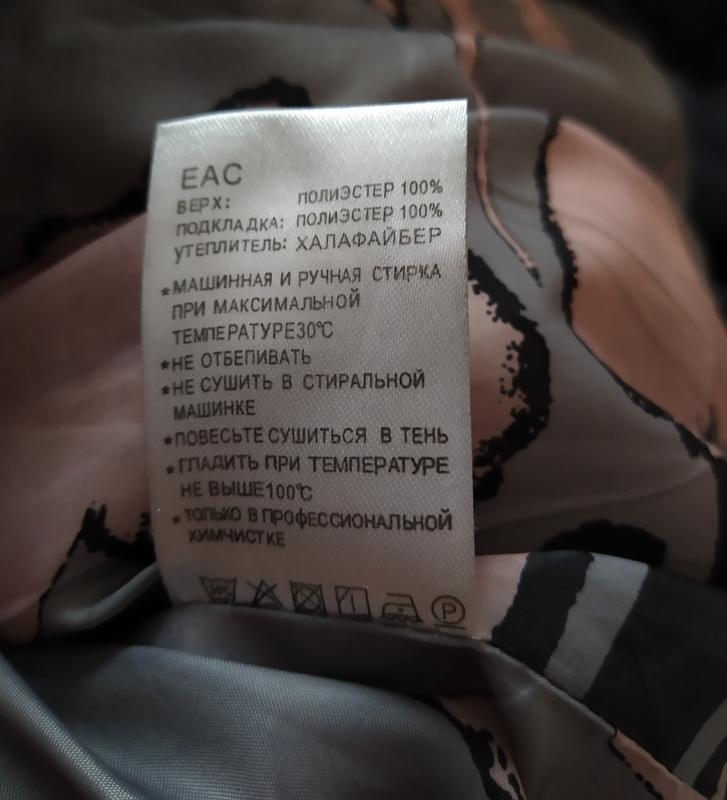 ЕАС
ВЕРХ: ПОЛИЭСТЕР 100%
ПОДКЛАДКА: ПОЛИЭСТЕР 100%
УТЕПЛИТЕЛЬ: ХАЛАФАЙБЕР
*МАШИННАЯ И РУЧНАЯ СТИРКА
ПРИ МАКСИМАЛЬНОЙ
ТЕМПЕРАТУРЕ30℃
*НЕ ОТБЕПИВАТЬ
*НЕ СУШИТЬ В СТИРАЛЬНОЙ
МАШИНКЕ
*ПОВЕСЬТЕ СУШИТЬСЯ В ТЕНЬ
*ГЛАДИТЬ ПРИ ТЕМПЕРАТУРЕ
НЕ ВЫШЕ100℃
*ТОЛЬКО В ПРОФЕССИОНАЛЬНОЙ
ХИМЧИСТКЕ
P